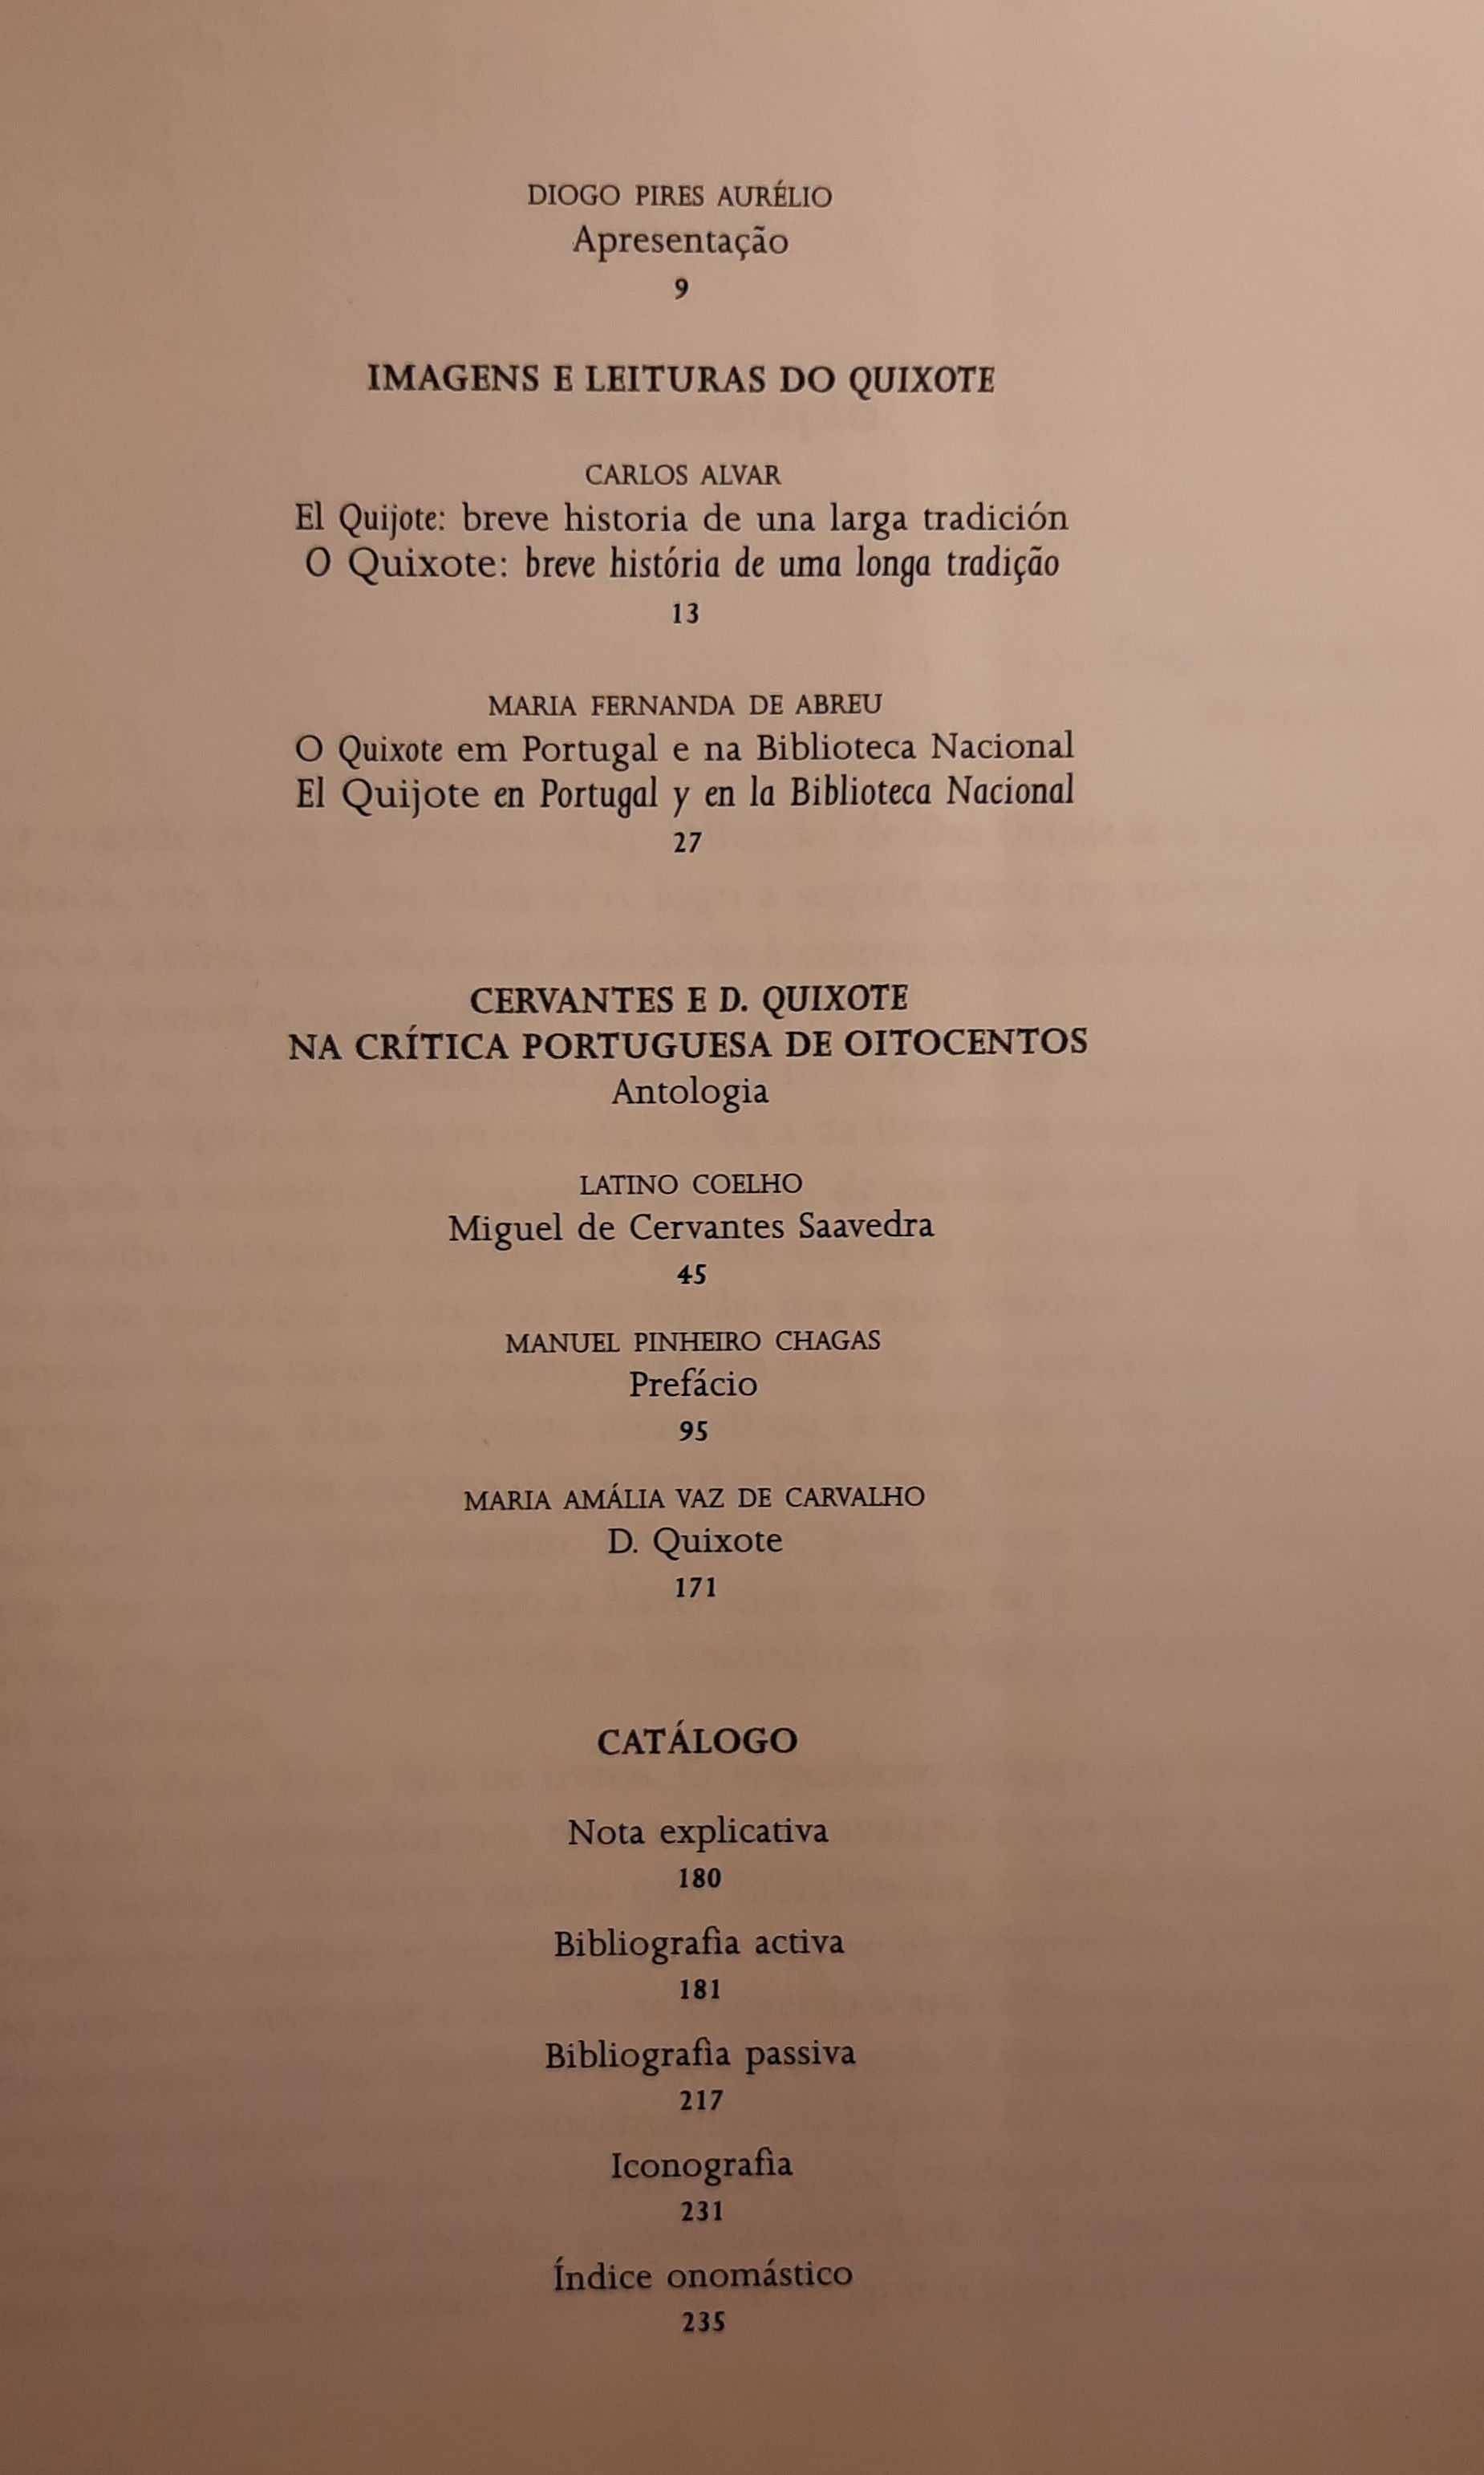 DIOGO PIRES AURÉLIO
Apresentação
9
IMAGENS E LEITURAS DO QUIXOTE
CARLOS ALVAR
El Quijote: breve historia de una larga tradición
O Quixote: breve história de uma longa tradição
13
MARIA FERNANDA DE ABREU
O Quixote em Portugal e na Biblioteca Nacional
El Quijote en Portugal y en la Biblioteca Nacional
27
CERVANTES E D. QUIXOTE
NA CRÍTICA PORTUGUESA DE OITOCENTOS
Antologia
LATINO COELHO
Miguel de Cervantes Saavedra
45
MANUEL PINHEIRO CHAGAS
Prefácio
95
MARIA AMÁLIA VAZ DE CARVALHO
D. Quixote
171
CATÁLOGO
Nota explicativa
180
Bibliografia activa
181
Bibliografia passiva
217
Iconografia
231
Índice onomástico
235